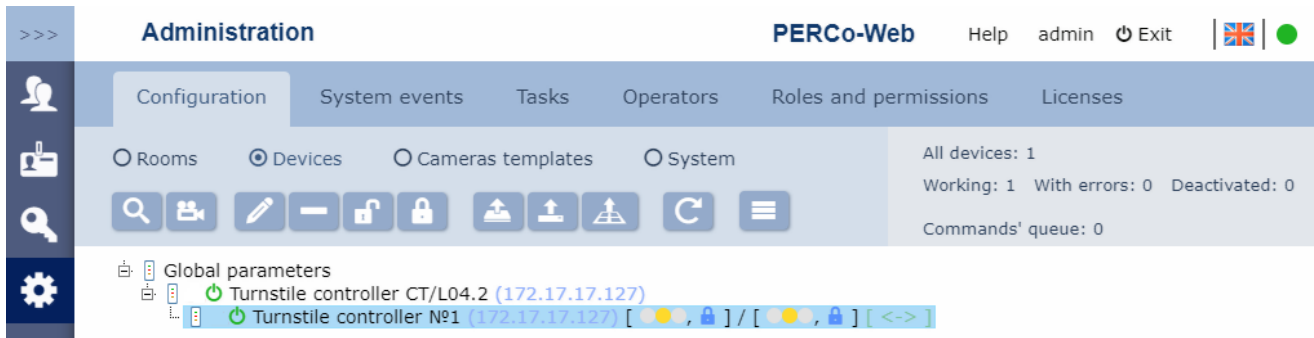 >>> Administration PERCo-Web Help admin Exit
Configuration System events Tasks Operators Roles and permissions Licenses
Rooms Devices Cameras templates System
All devices: 1
Working: 1 With errors: 0 Deactivated: 0
Commands' queue: 0
Global parameters
Turnstile controller CT/L04.2 (172.17.17.127)
Turnstile controller №1 (172.17.17.127) [ , ] / [ , ] [ <-> ]